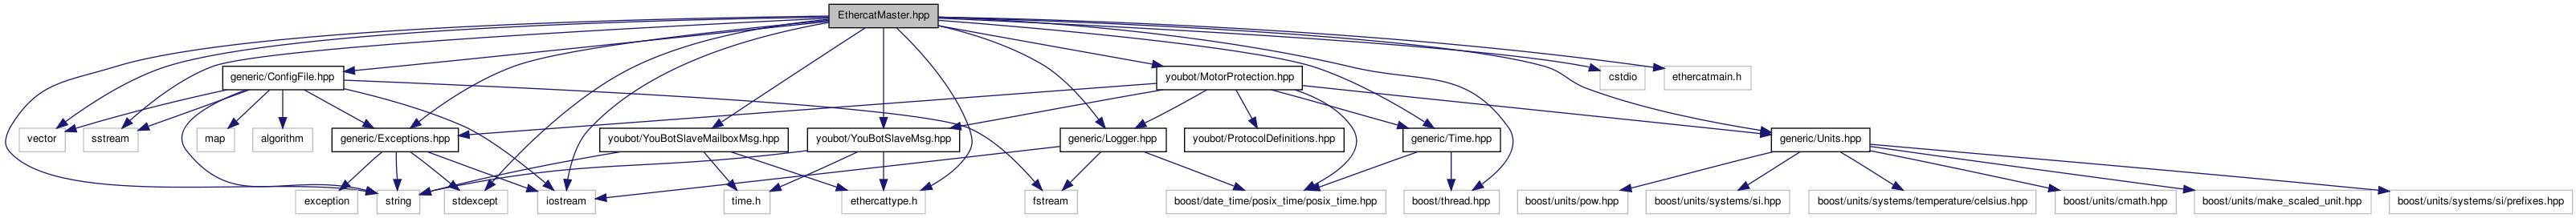 EthercatMaster.hpp
generic/ConfigFile.hpp
youbot/MotorProtection.hpp
cstdio
ethercatmain.h
vector
sstream
map
algorithm
generic/Exceptions.hpp
youbot/YouBotSlaveMailboxMsg.hpp
youbot/YouBotSlaveMsg.hpp
generic/Logger.hpp
youbot/ProtocolDefinitions.hpp
generic/Time.hpp
generic/Units.hpp
exception
string
stdexcept
iostream
time.h
ethercattype.h
fstream
boost/date_time/posix_time/posix_time.hpp
boost/thread.hpp
boost/units/pow.hpp
boost/units/systems/si.hpp
boost/units/systems/temperature/celsius.hpp
boost/units/cmath.hpp
boost/units/make_scaled_unit.hpp
boost/units/systems/si/prefixes.hpp